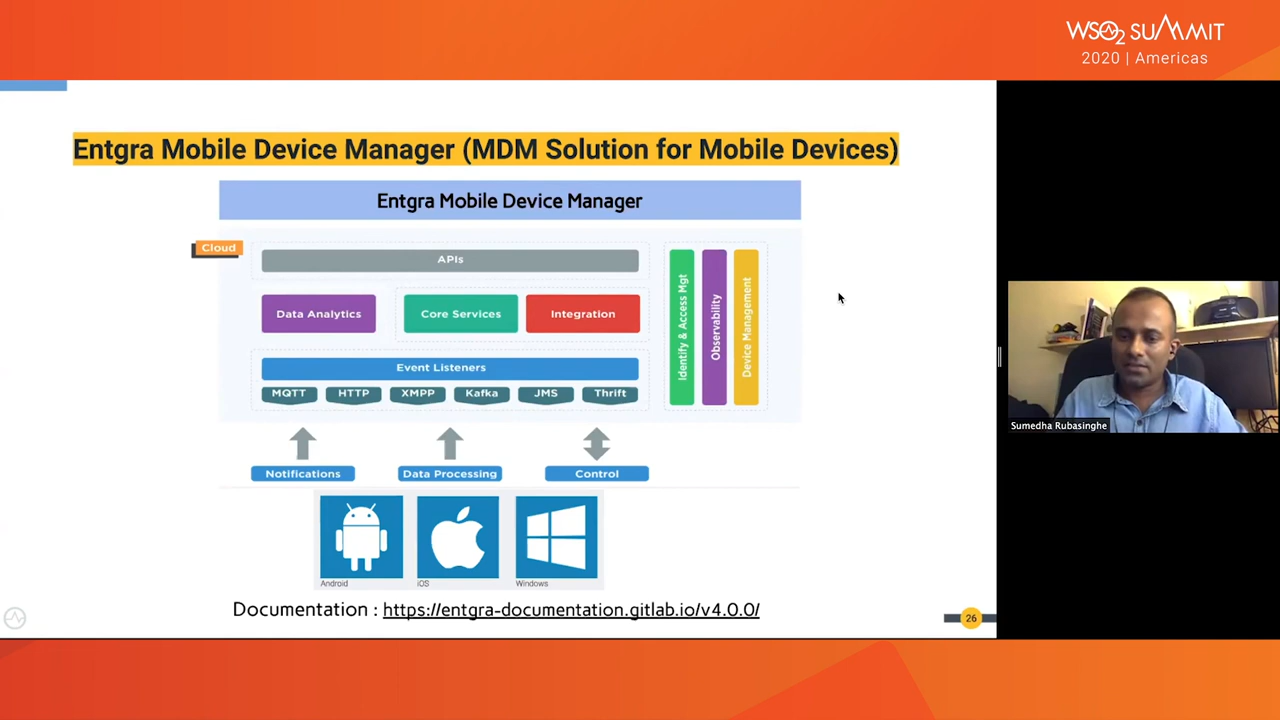 WSO2 SUMMIT
2020 | Americas
Entgra Mobile Device Manager (MDM Solution for Mobile Devices)
Entgra Mobile Device Manager
Cloud
APIs
Data Analytics
Core Services
Integration
Event Listeners
MQTT
HTTP
XMPP
Kafka
JMS
Thrift
Identify & Access Mgt
Observability
Device Management
Notifications
Data Processing
Control
Android
iOS
Windows
Documentation : https://entgra-documentation.gitlab.io/v4.0.0/
26
Sumedha Rubasinghe